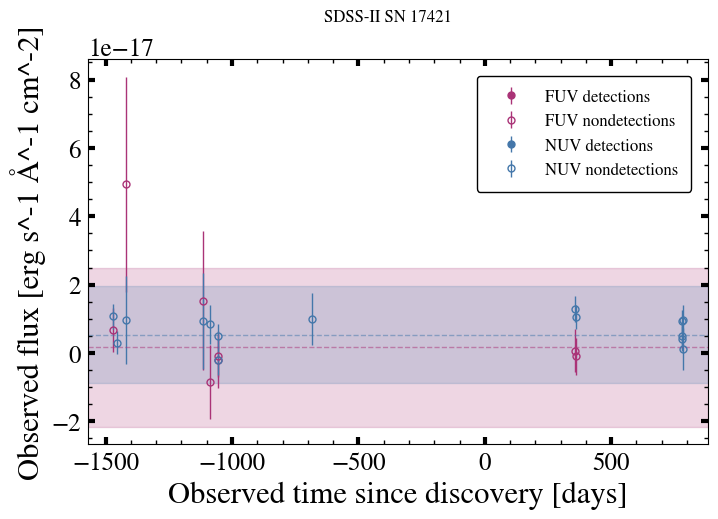 SDSS-II SN 17421
1e−17
FUV detections
FUV nondetections
NUV detections
NUV nondetections
8
6
4
2
0
−2
−1500
−1000
−500
0
500
Observed flux [erg s^-1 Å^-1 cm^-2]
Observed time since discovery [days]